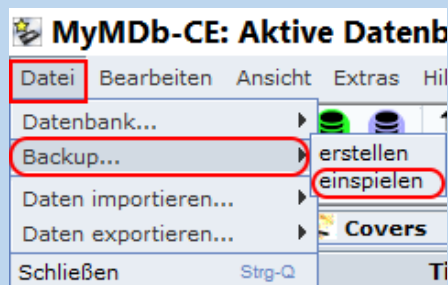 MyMDb-CE: Aktive Datenb
Datei Bearbeiten Ansicht Extras Hil
Datenbank...
Backup... erstellen
einspielen
Daten importieren...
Daten exportieren... Covers
Schließen Strg-Q Ti